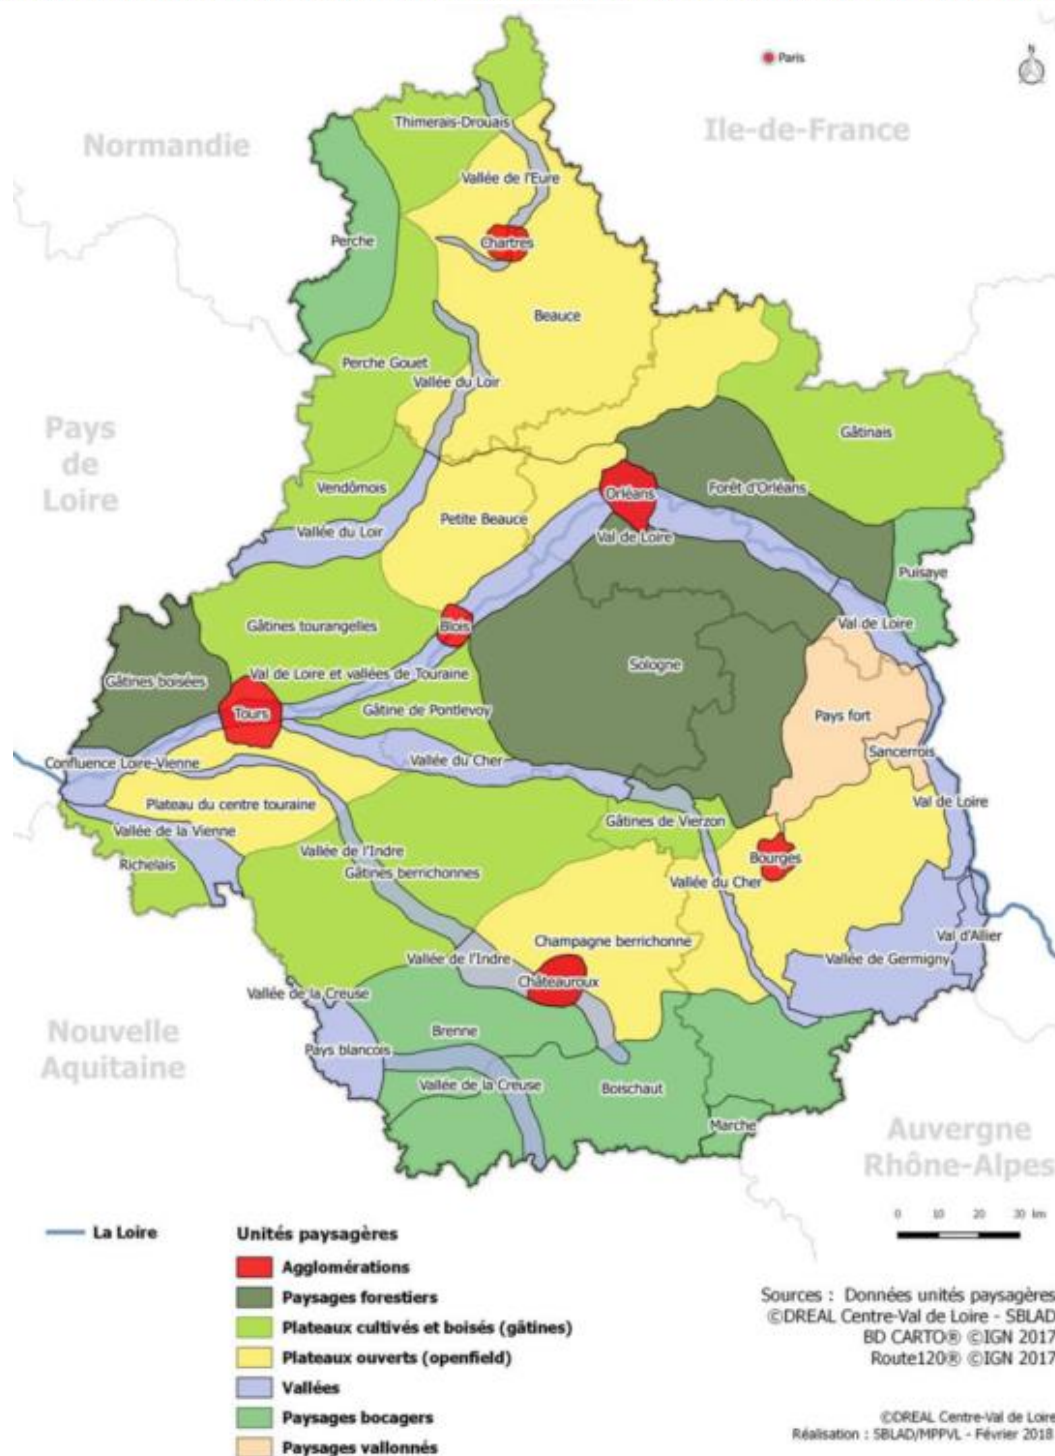 Paris
N
Normandie
Ile-de-France
Thimerais-Drouais
Vallée de l'Eure
Perche
Chartres
Beauce
Perche Gouet
Vallée du Loir
Pays
de
Loire
Gâtinais
Vendômois
Orléans
Forêt d'Orléans
Petite Beauce
Vallée du Loir
Val de Loire
Puisaye
Gâtines tourangelles
Blois
Val de Loire
Sologne
Gâtines boisées
Val de Loire et vallées de Touraine
Tours
Gâtine de Pontlevoy
Pays fort
Sancerrois
Confluence Loire-Vienne
Vallée du Cher
Plateau du centre touraine
Val de Loire
Vallée de la Vienne
Gâtines de Vierzon
Richelais
Vallée de l'Indre
Bourges
Gâtines berrichonnes
Vallée du Cher
Champagne berrichonne
Val d'Allier
Vallée de l'Indre
Vallée de Germigny
Châteauroux
Vallée de la Creuse
Nouvelle
Aquitaine
Brenne
Pays blancois
Vallée de la Creuse
Boischaut
Marche
Auvergne
Rhône-Alpes
0 10 20 30 km
La Loire
Unités paysagères
Agglomérations
Paysages forestiers
Plateaux cultivés et boisés (gâtines)
Plateaux ouverts (openfield)
Vallées
Paysages bocagers
Paysages vallonnés
Sources : Données unités paysagères
©DREAL Centre-Val de Loire - SBLAD
BD CARTO® ©IGN 2017
Route120® ©IGN 2017
©DREAL Centre-Val de Loire
Réalisation : SBLAD/MPPVL - Février 2018